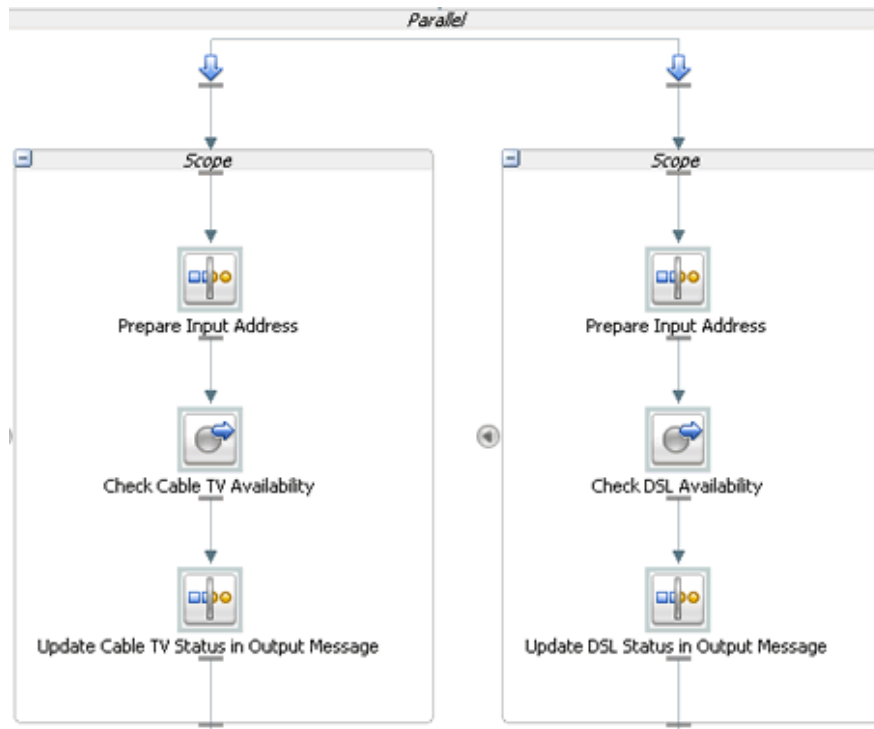 Parallel
Scope
Scope
Prepare Input Address
Prepare Input Address
Check Cable TV Availability
Check DSL Availability
Update Cable TV Status in Output Message
Update DSL Status in Output Message